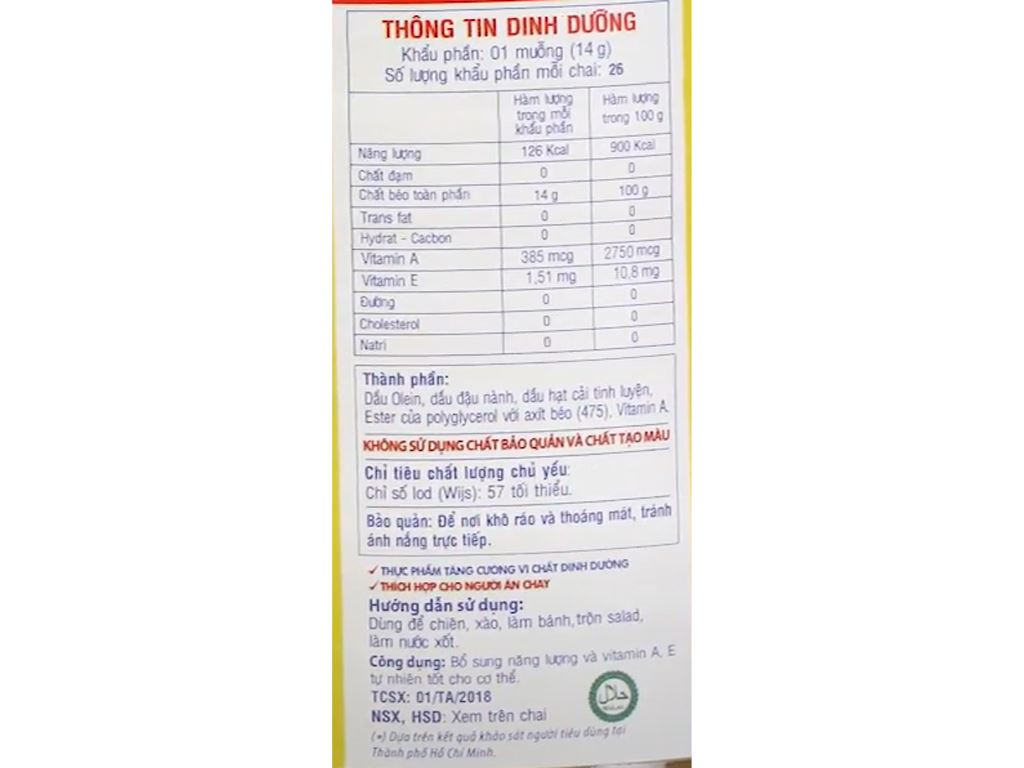 THÔNG TIN DINH DƯỠNG
Khẩu phần: 01 muỗng (14 g)
Số lượng khẩu phần mỗi chai: 26
Hàm lượng trong mỗi khẩu phần Hàm lượng trong 100 g
Năng lượng 126 Kcal 900 Kcal
Chất đạm 0 0
Chất béo toàn phần 14 g 100 g
Trans fat 0 0
Hydrat - Cacbon 0 0
Vitamin A 385 mcg 2750 mcg
Vitamin E 1,51 mg 10,8 mg
Đường 0 0
Cholesterol 0 0
Natri 0 0
Thành phần:
Dầu Olein, dầu đậu nành, dầu hạt cải tinh luyện,
Ester của polyglycerol với axít béo (475), Vitamin A.
KHÔNG SỬ DỤNG CHẤT BẢO QUẢN VÀ CHẤT TẠO MÀU
Chỉ tiêu chất lượng chủ yếu:
Chỉ số Iod (Wijs): 57 tối thiểu.
Bảo quản: Để nơi khô ráo và thoáng mát, tránh
ánh nắng trực tiếp.
✓ THỰC PHẨM TĂNG CƯỜNG VI CHẤT DINH DƯỠNG
✓ THÍCH HỢP CHO NGƯỜI ĂN CHAY
Hướng dẫn sử dụng:
Dùng để chiên, xào, làm bánh, trộn salad,
làm nước xốt.
Công dụng: Bổ sung năng lượng và vitamin A, E
tự nhiên tốt cho cơ thể.
TCSX: 01/TA/2018
NSX, HSD: Xem trên chai
حلال
(*) Dựa trên kết quả khảo sát người tiêu dùng tại
Thành phố Hồ Chí Minh.